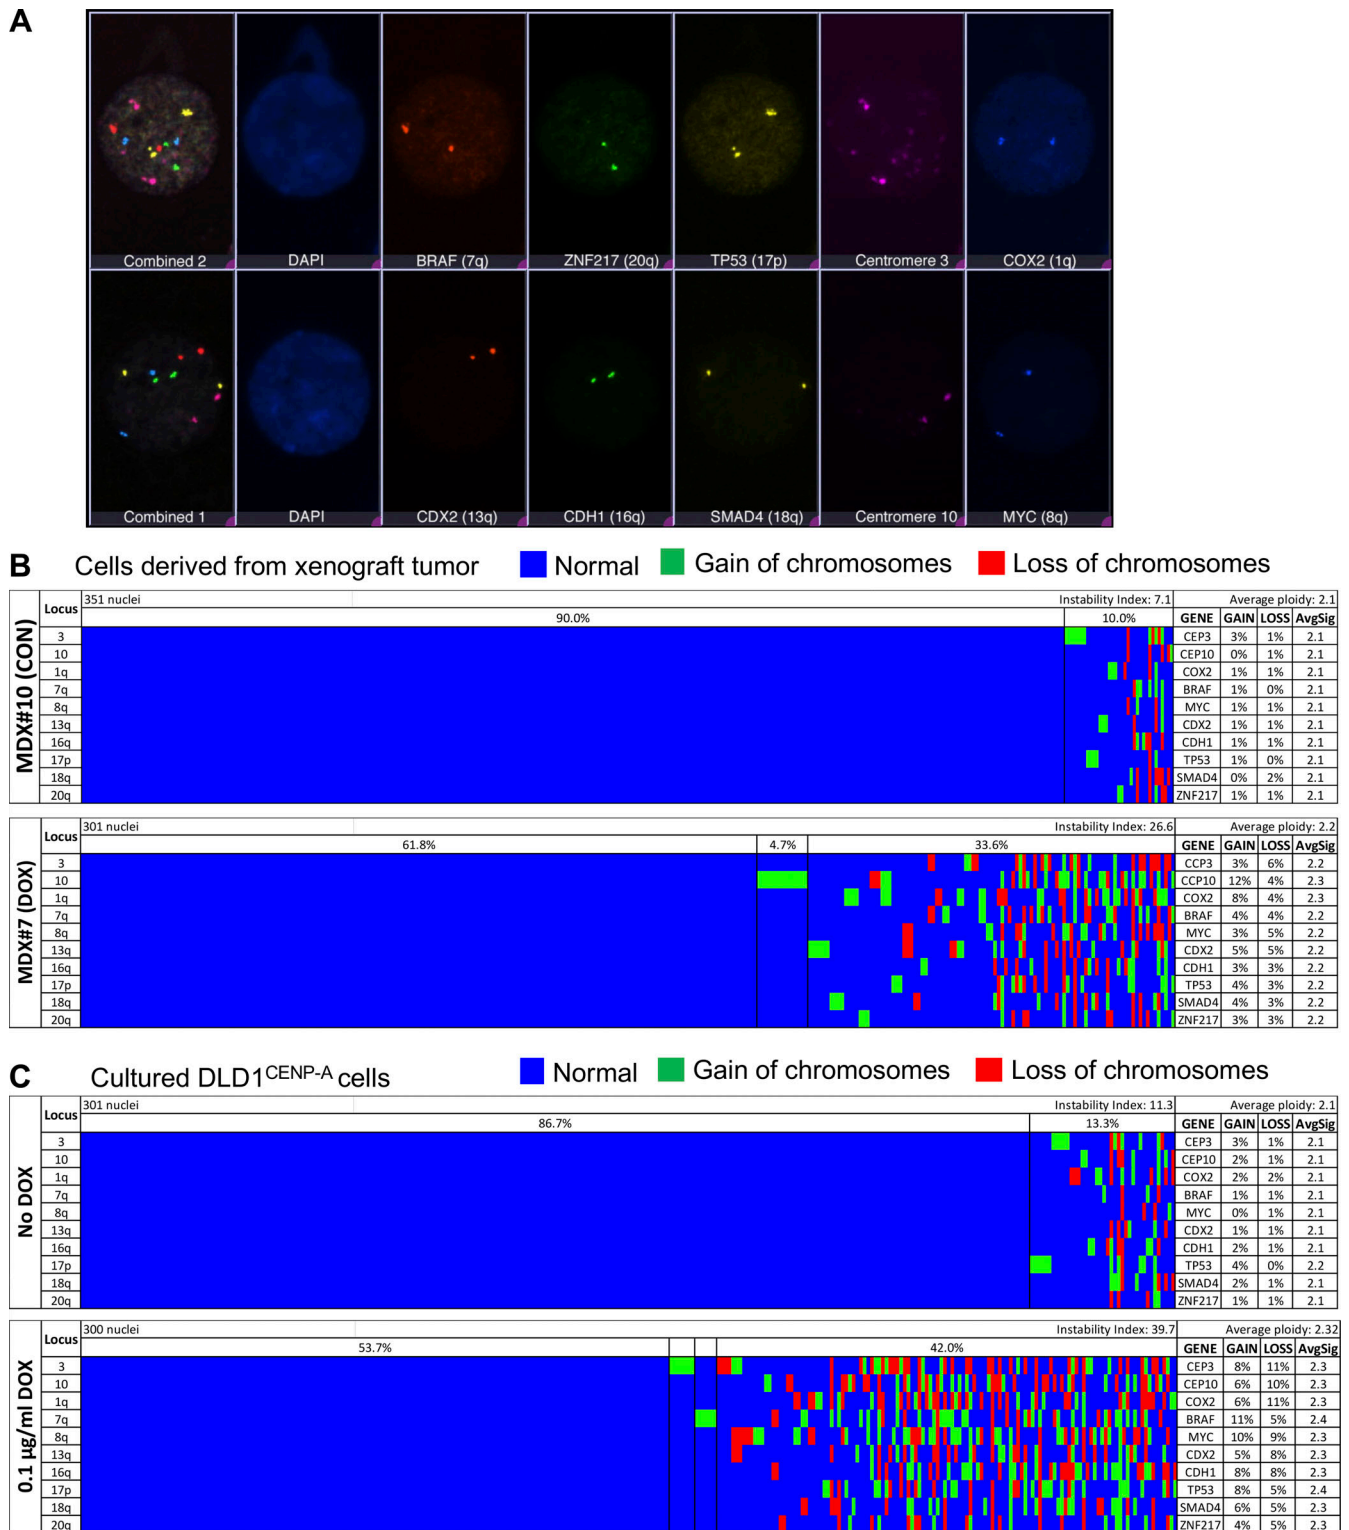 A
Combined 2 DAPI BRAF (7q) ZNF217 (20q) TP53 (17p) Centromere 3 COX2 (1q)
Combined 1 DAPI CDX2 (13q) CDH1 (16q) SMAD4 (18q) Centromere 10 MYC (8q)
B Cells derived from xenograft tumor Normal Gain of chromosomes Loss of chromosomes
MDX#10 (CON)
Locus 351 nuclei Instability Index: 7.1 Average ploidy: 2.1
90.0% 10.0% GENE GAIN LOSS AvgSig
3 CEP3 3% 1% 2.1
10 CEP10 0% 1% 2.1
1q COX2 1% 1% 2.1
7q BRAF 1% 0% 2.1
8q MYC 1% 1% 2.1
13q CDX2 1% 1% 2.1
16q CDH1 1% 1% 2.1
17p TP53 1% 0% 2.1
18q SMAD4 0% 2% 2.1
20q ZNF217 1% 1% 2.1
MDX#7 (DOX)
Locus 301 nuclei Instability Index: 26.6 Average ploidy: 2.2
61.8% 4.7% 33.6% GENE GAIN LOSS AvgSig
3 CCP3 3% 6% 2.2
10 CCP10 12% 4% 2.3
1q COX2 8% 4% 2.3
7q BRAF 4% 4% 2.2
8q MYC 3% 5% 2.2
13q CDX2 5% 5% 2.2
16q CDH1 3% 3% 2.2
17p TP53 4% 3% 2.2
18q SMAD4 4% 3% 2.2
20q ZNF217 3% 3% 2.2
C Cultured DLD1CENP-A cells Normal Gain of chromosomes Loss of chromosomes
No DOX
Locus 301 nuclei Instability Index: 11.3 Average ploidy: 2.1
86.7% 13.3% GENE GAIN LOSS AvgSig
3 CEP3 3% 1% 2.1
10 CEP10 2% 1% 2.1
1q COX2 2% 2% 2.1
7q BRAF 1% 1% 2.1
8q MYC 0% 1% 2.1
13q CDX2 1% 1% 2.1
16q CDH1 2% 1% 2.1
17p TP53 4% 0% 2.2
18q SMAD4 2% 1% 2.1
20q ZNF217 1% 1% 2.1
0.1 µg/ml DOX
Locus 300 nuclei Instability Index: 39.7 Average ploidy: 2.32
53.7% 42.0% GENE GAIN LOSS AvgSig
3 CEP3 8% 11% 2.3
10 CEP10 6% 10% 2.3
1q COX2 6% 11% 2.3
7q BRAF 11% 5% 2.4
8q MYC 10% 9% 2.3
13q CDX2 5% 8% 2.3
16q CDH1 8% 8% 2.3
17p TP53 8% 5% 2.4
18q SMAD4 6% 5% 2.3
20q ZNF217 4% 5% 2.3